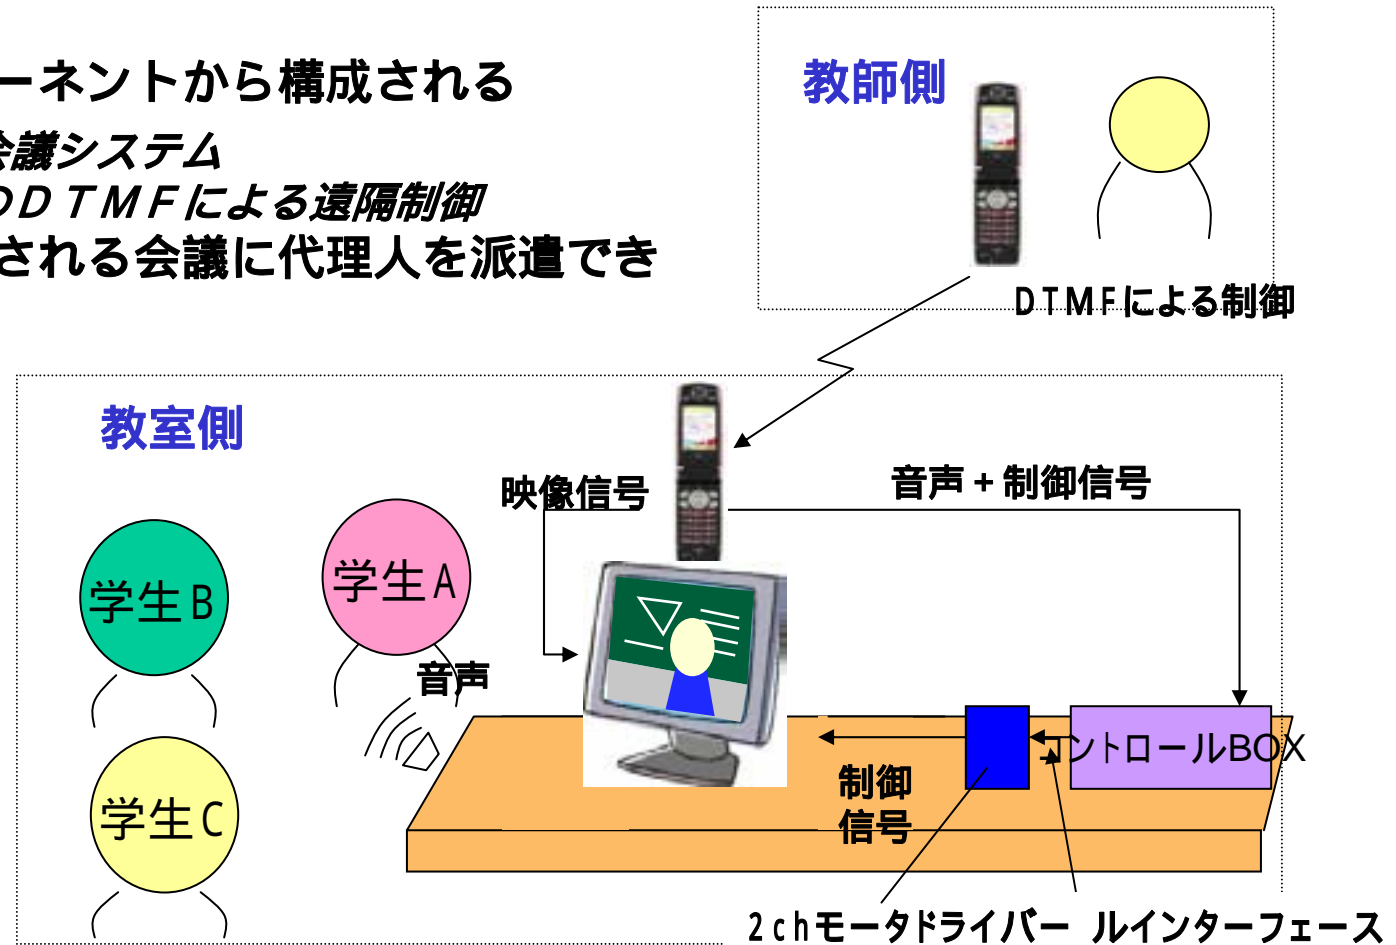 ーネントから構成される
会議システム
のＤＴＭＦによる遠隔制御
される会議に代理人を派遣でき
教師側
ＤＴＭＦによる制御
教室側
映像信号
音声＋制御信号
学生Ｂ
学生Ａ
音声
学生Ｃ
コントロールBOX
制御
信号
２ｃｈモータドライバー
ルインターフェース